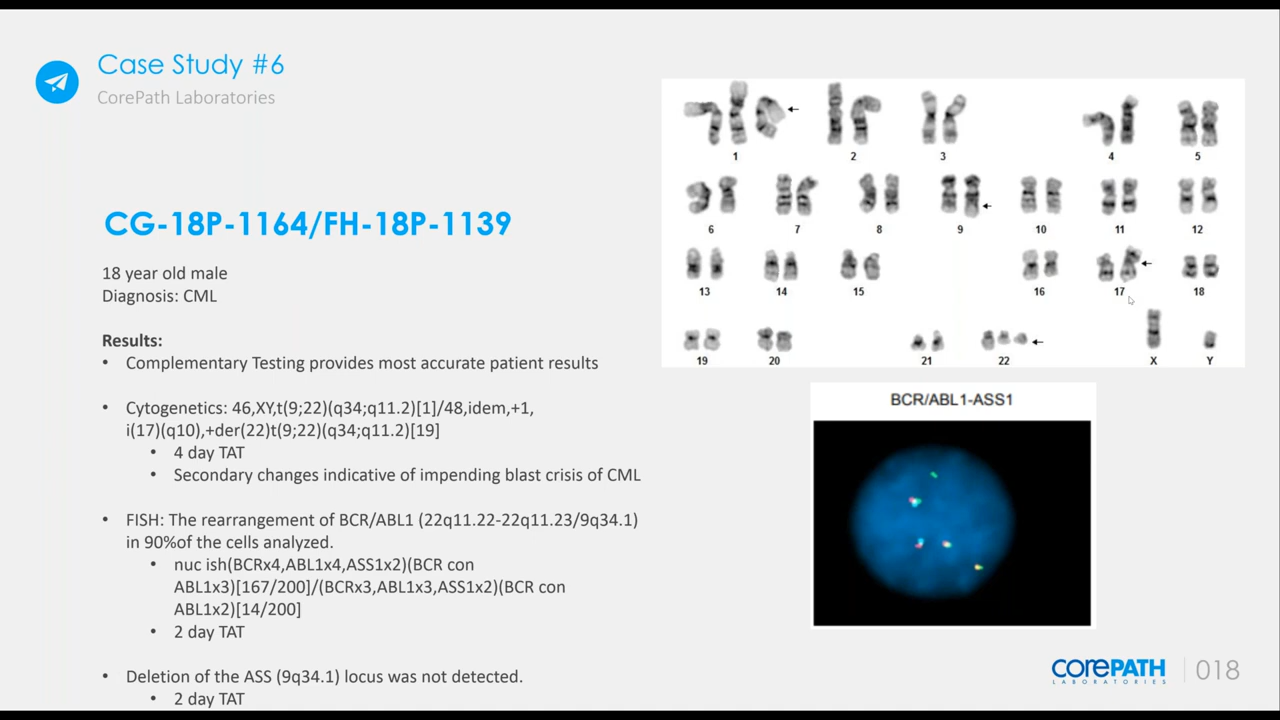 Case Study #6
CorePath Laboratories
CG-18P-1164/FH-18P-1139
18 year old male
Diagnosis: CML
Results:
• Complementary Testing provides most accurate patient results
• Cytogenetics: 46,XY,t(9;22)(q34;q11.2)[1]/48,idem,+1,
i(17)(q10),+der(22)t(9;22)(q34;q11.2)[19]
• 4 day TAT
• Secondary changes indicative of impending blast crisis of CML
• FISH: The rearrangement of BCR/ABL1 (22q11.22-22q11.23/9q34.1)
in 90%of the cells analyzed.
• nuc ish(BCRx4,ABL1x4,ASS1x2)(BCR con
ABL1x3)[167/200]/(BCRx3,ABL1x3,ASS1x2)(BCR con
ABL1x2)[14/200]
• 2 day TAT
• Deletion of the ASS (9q34.1) locus was not detected.
• 2 day TAT
1 2 3 4 5
6 7 8 9 10 11 12
13 14 15 16 17 18
19 20 21 22 X Y
BCR/ABL1-ASS1
COREPATH
LABORATORIES
018